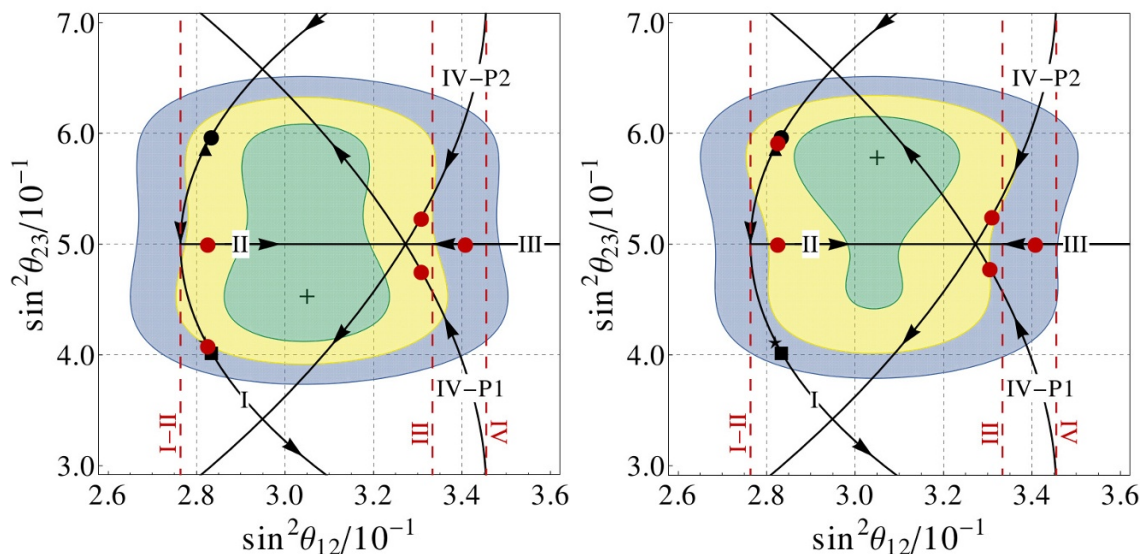 7.0
6.0
5.0
4.0
3.0
sin²θ₂₃/10⁻¹
IV−P2
II
III
I
IV−P1
II−I
III
IV
2.6 2.8 3.0 3.2 3.4 3.6
sin²θ₁₂/10⁻¹
7.0
6.0
5.0
4.0
3.0
sin²θ₂₃/10⁻¹
IV−P2
II
III
I
IV−P1
II−I
III
IV
2.6 2.8 3.0 3.2 3.4 3.6
sin²θ₁₂/10⁻¹